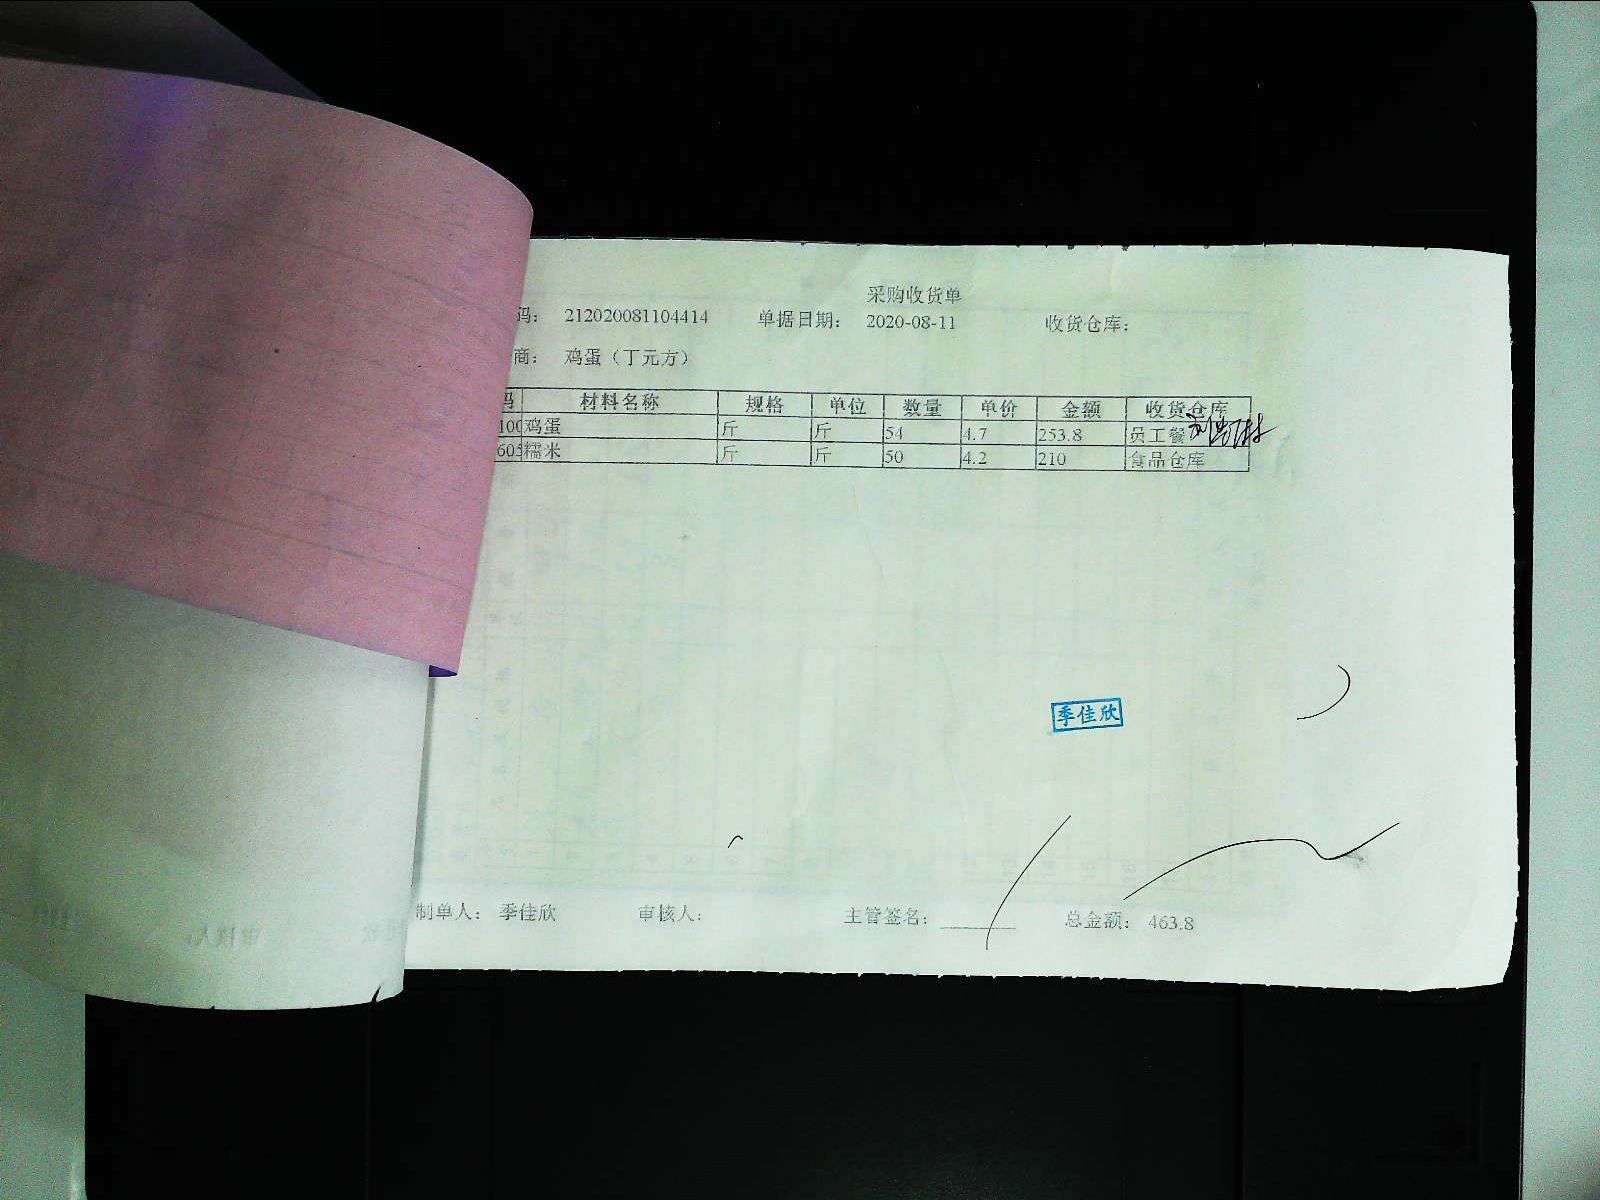 采购收货单
码： 212020081104414 单据日期： 2020-08-11 收货仓库：
商： 鸡蛋（丁元方）
码 材料名称 规格 单位 数量 单价 金额 收货仓库
100 鸡蛋 斤 斤 54 4.7 253.8 员工餐
605 糯米 斤 斤 50 4.2 210 食品仓库
季佳欣
制单人： 季佳欣 审核人： 主管签名： 总金额： 463.8